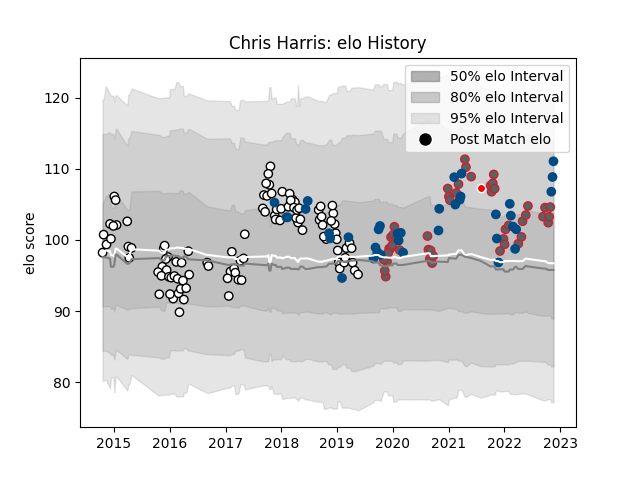 Chris Harris: elo History
50% elo Interval
80% elo Interval
95% elo Interval
Post Match elo
elo score
120
110
100
90
80
2015 2016 2017 2018 2019 2020 2021 2022 2023